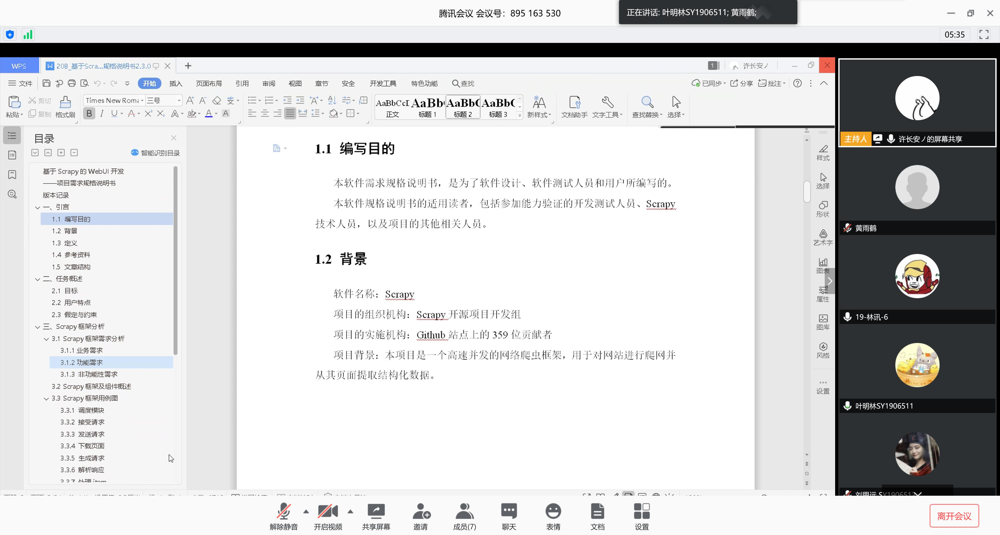 腾讯会议 会议号：895 163 530
正在讲话: 叶明林SY1906511; 黄雨鹤;
05:35
WPS
20B_基于Scra...规格说明书2.3.0
1
许长安ノ
文件
开始
插入
页面布局
引用
审阅
视图
章节
安全
开发工具
特色功能
查找
已同步
分享
批注
粘贴
剪切
复制
格式刷
Times New Roma
三号
AaBbCcI
正文
AaBb
标题 1
AaBbC
标题 2
AaBbC
标题 3
新样式
文档助手
文字工具
查找替换
选择
目录
智能识别目录
基于 Scrapy 的 WebUI 开发
——项目需求规格说明书
版本记录
一、引言
1.1 编写目的
1.2 背景
1.3 定义
1.4 参考资料
1.5 文章结构
二、任务概述
2.1 目标
2.2 用户特点
2.3 假定与约束
三、Scrapy 框架分析
3.1 Scrapy 框架需求分析
3.1.1 业务需求
3.1.2 功能需求
3.1.3 非功能性需求
3.2 Scrapy 框架及组件概述
3.3 Scrapy 框架用例图
3.3.1 调度模块
3.3.2 接受请求
3.3.3 发送请求
3.3.4 下载页面
3.3.5 生成请求
3.3.6 解析响应
3.3.7 处理 item
1.1 编写目的
本软件需求规格说明书，是为了软件设计、软件测试人员和用户所编写的。
本软件规格说明书的适用读者，包括参加能力验证的开发测试人员、Scrapy
技术人员，以及项目的其他相关人员。
1.2 背景
软件名称：Scrapy
项目的组织机构：Scrapy 开源项目开发组
项目的实施机构：Github 站点上的 359 位贡献者
项目背景：本项目是一个高速并发的网络爬虫框架，用于对网站进行爬网并
从其页面提取结构化数据。
样式
选择
形状
艺术字
图表
属性
图库
风格
设置
主持人 许长安ノ的屏幕共享
黄雨鹤
19-林讯-6
叶明林SY1906511
解除静音
开启视频
共享屏幕
邀请
成员(7)
聊天
表情
文档
设置
离开会议